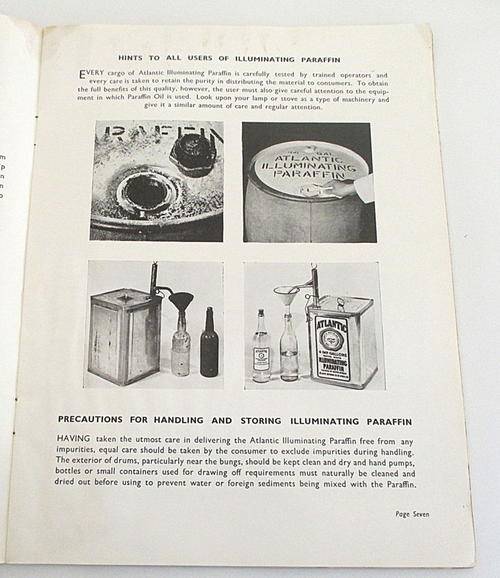 HINTS TO ALL USERS OF ILLUMINATING PARAFFIN
EVERY cargo of Atlantic Illuminating Paraffin is carefully tested by trained operators and
every care is taken to retain the purity in distributing the material to consumers. To obtain
the full benefits of this quality, however, the user must also give careful attention to the equip-
ment in which Paraffin Oil is used. Look upon your lamp or stove as a type of machinery and
give it a similar amount of care and regular attention.
RAFFIN
ATLANTIC
ILLUMINATING
PARAFFIN
ATLANTIC
GALLONS
ILLUMINATING
PARAFFIN
PRECAUTIONS FOR HANDLING AND STORING ILLUMINATING PARAFFIN
HAVING taken the utmost care in delivering the Atlantic Illuminating Paraffin free from any
impurities, equal care should be taken by the consumer to exclude impurities during handling.
The exterior of drums, particularly near the bungs, should be kept clean and dry and hand pumps,
bottles or small containers used for drawing off requirements must naturally be cleaned and
dried out before using to prevent water or foreign sediments being mixed with the Paraffin.
Page Seven